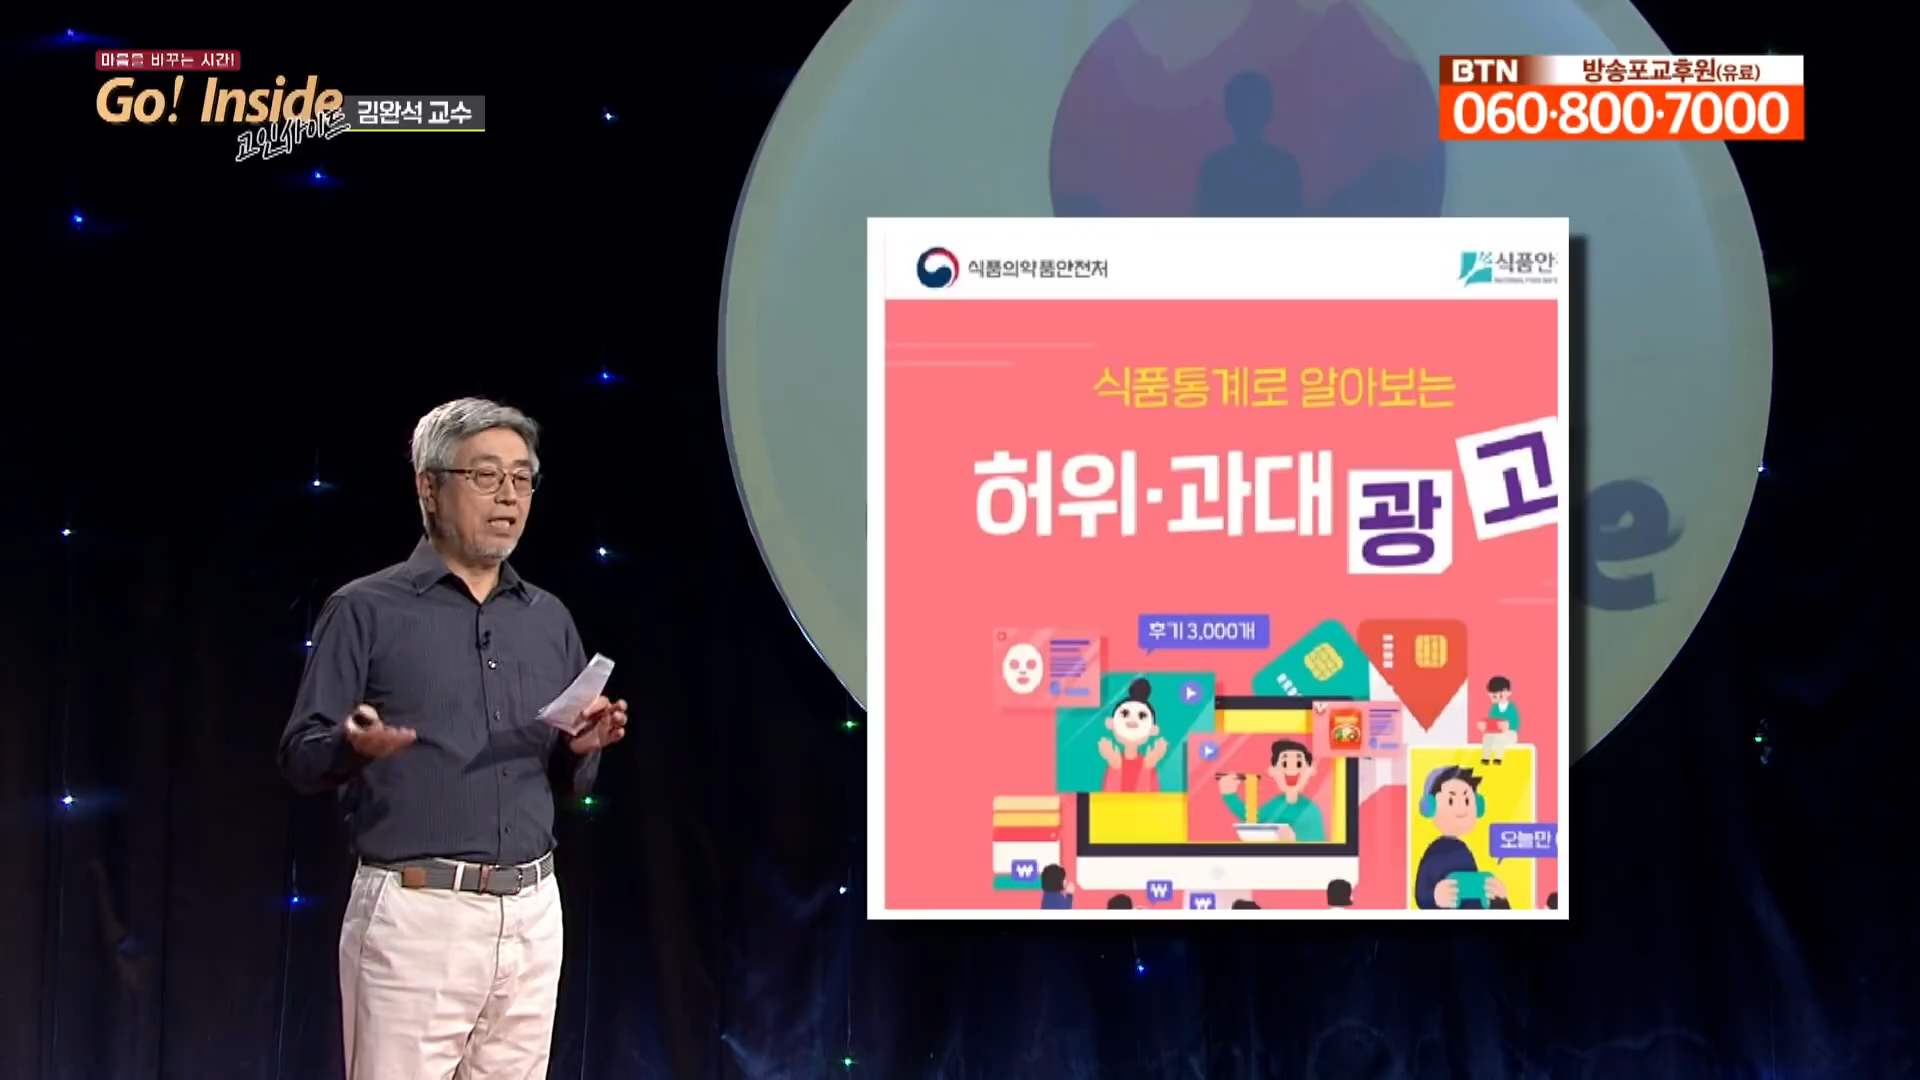 마음을 바꾸는 시간!
Go! Inside
고인사이드
김완석 교수
BTN 방송포교후원(유료)
060·800·7000
식품의약품안전처
식품안
식품통계로 알아보는
허위·과대 광고
후기 3,000개
오늘만
₩
₩
₩
e